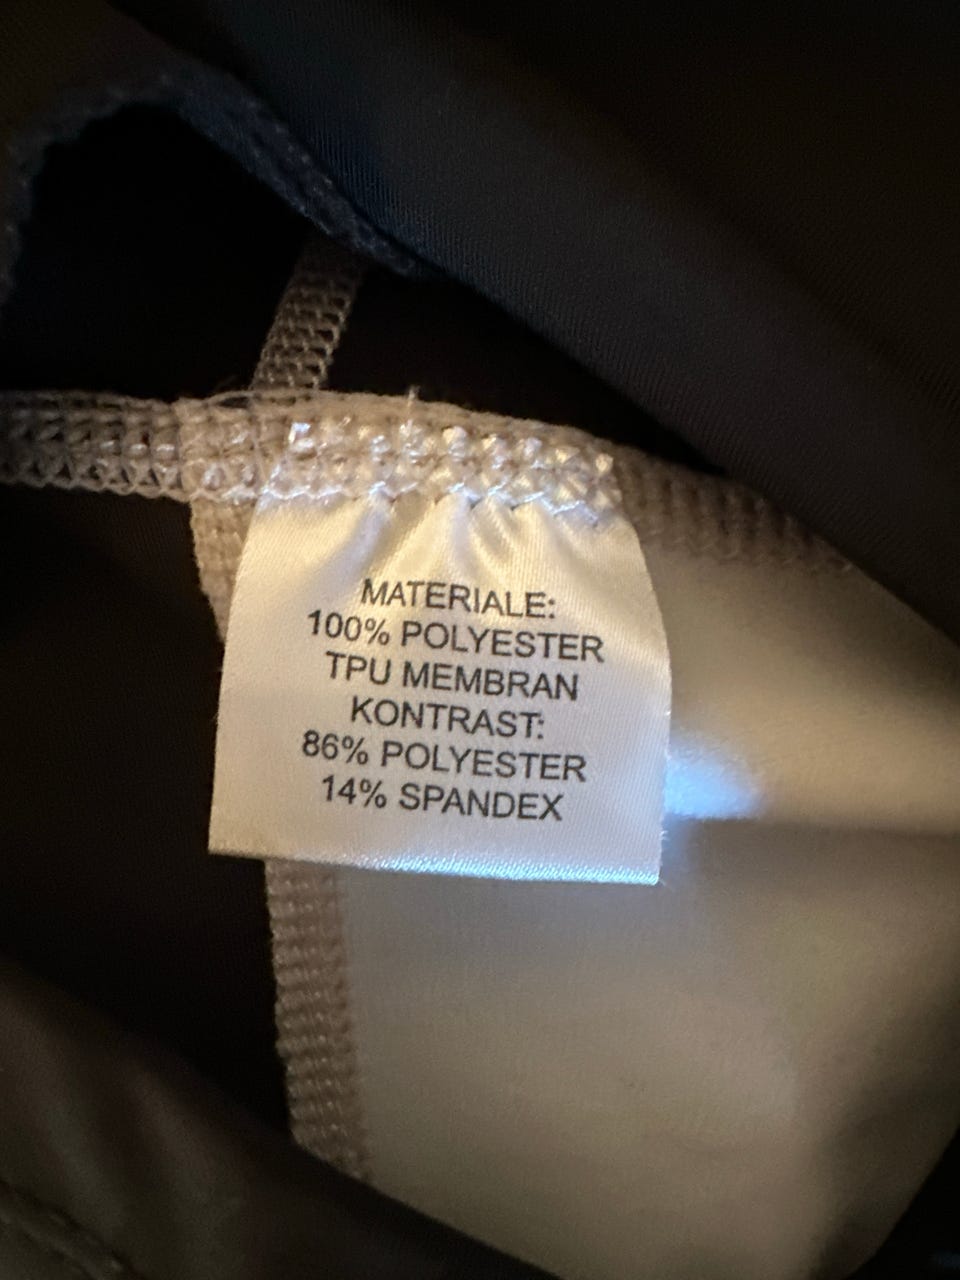 MATERIALE:
100% POLYESTER
TPU MEMBRAN
KONTRAST:
86% POLYESTER
14% SPANDEX